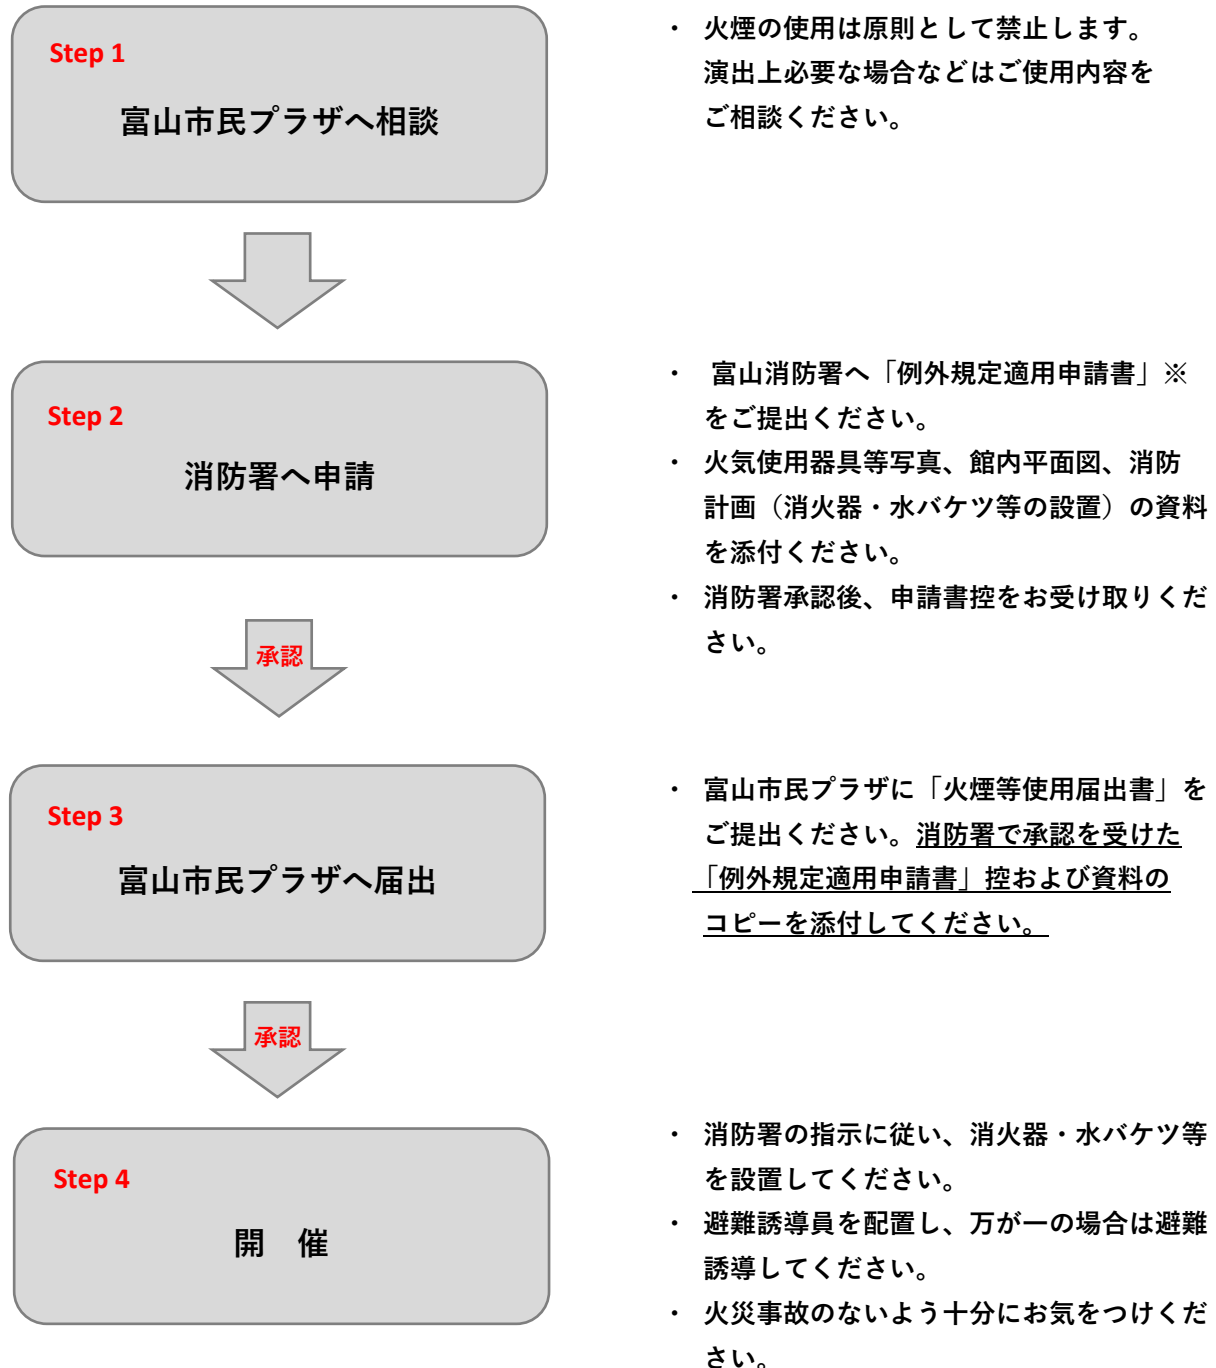 Step 1
富山市民プラザへ相談
・ 火煙の使用は原則として禁止します。
演出上必要な場合などはご使用内容を
ご相談ください。
Step 2
消防署へ申請
・ 富山消防署へ「例外規定適用申請書」※
をご提出ください。
・ 火気使用器具等写真、館内平面図、消防
計画（消火器・水バケツ等の設置）の資料
を添付ください。
・ 消防署承認後、申請書控をお受け取りくだ
さい。
承認
Step 3
富山市民プラザへ届出
・ 富山市民プラザに「火煙等使用届出書」を
ご提出ください。消防署で承認を受けた
「例外規定適用申請書」控および資料の
コピーを添付してください。
承認
Step 4
開　催
・ 消防署の指示に従い、消火器・水バケツ等
を設置してください。
・ 避難誘導員を配置し、万が一の場合は避難
誘導してください。
・ 火災事故のないよう十分にお気をつけくだ
さい。